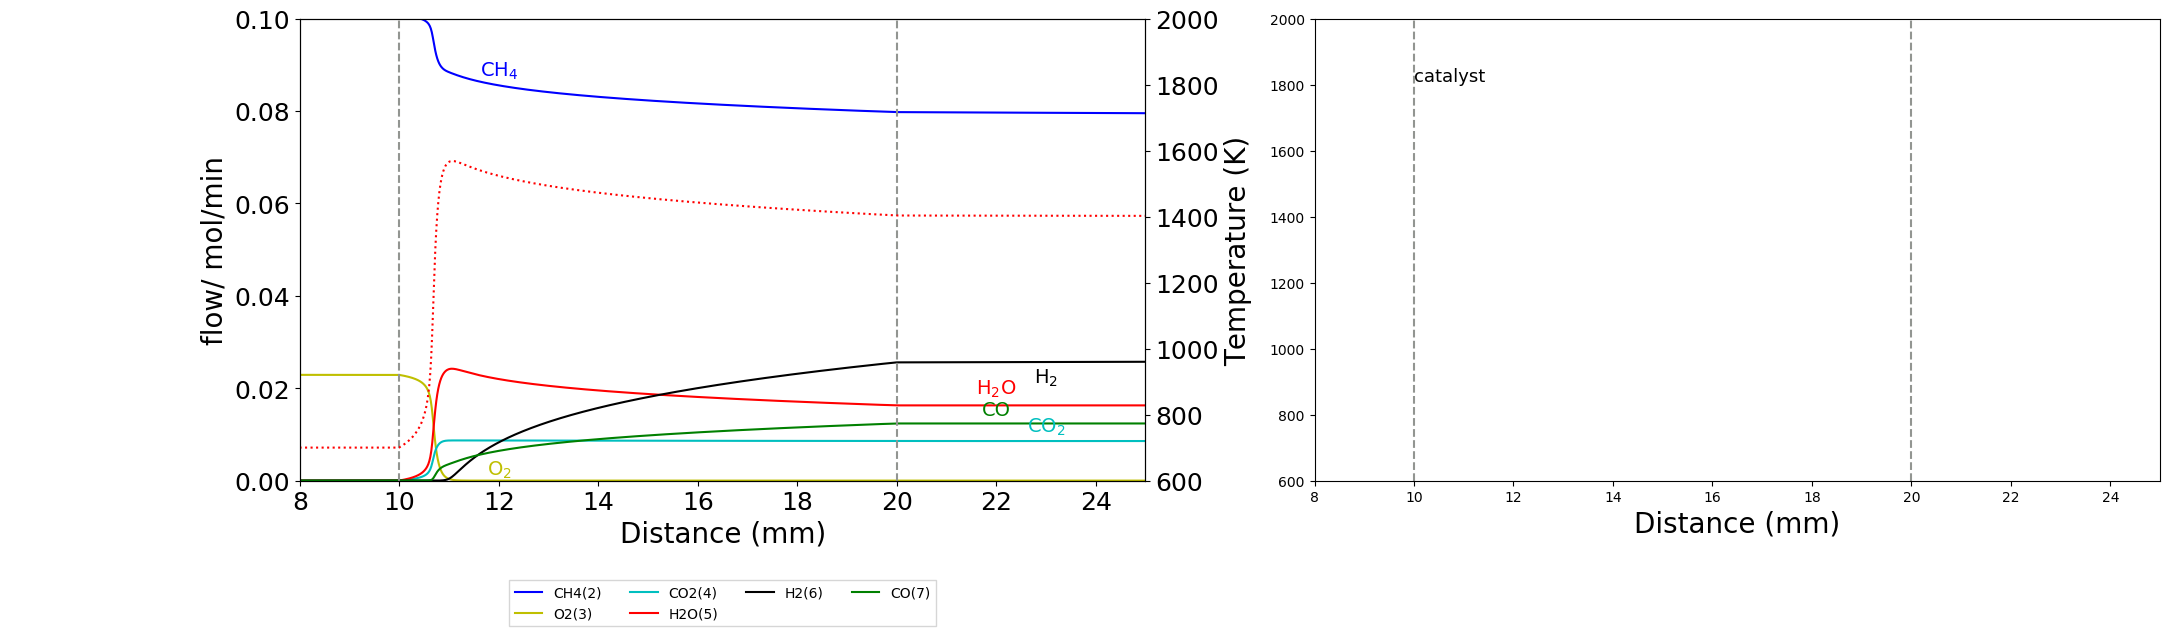 0.10
0.08
0.06
0.04
0.02
0.00
flow/ mol/min
8 10 12 14 16 18 20 22 24
Distance (mm)
CH₄
O₂
H₂
H₂O
CO
CO₂
2000
1800
1600
1400
1200
1000
800
600
Temperature (K)
CH4(2) CO2(4) H2(6) CO(7)
O2(3) H2O(5)
2000
1800
1600
1400
1200
1000
800
600
catalyst
8 10 12 14 16 18 20 22 24
Distance (mm)